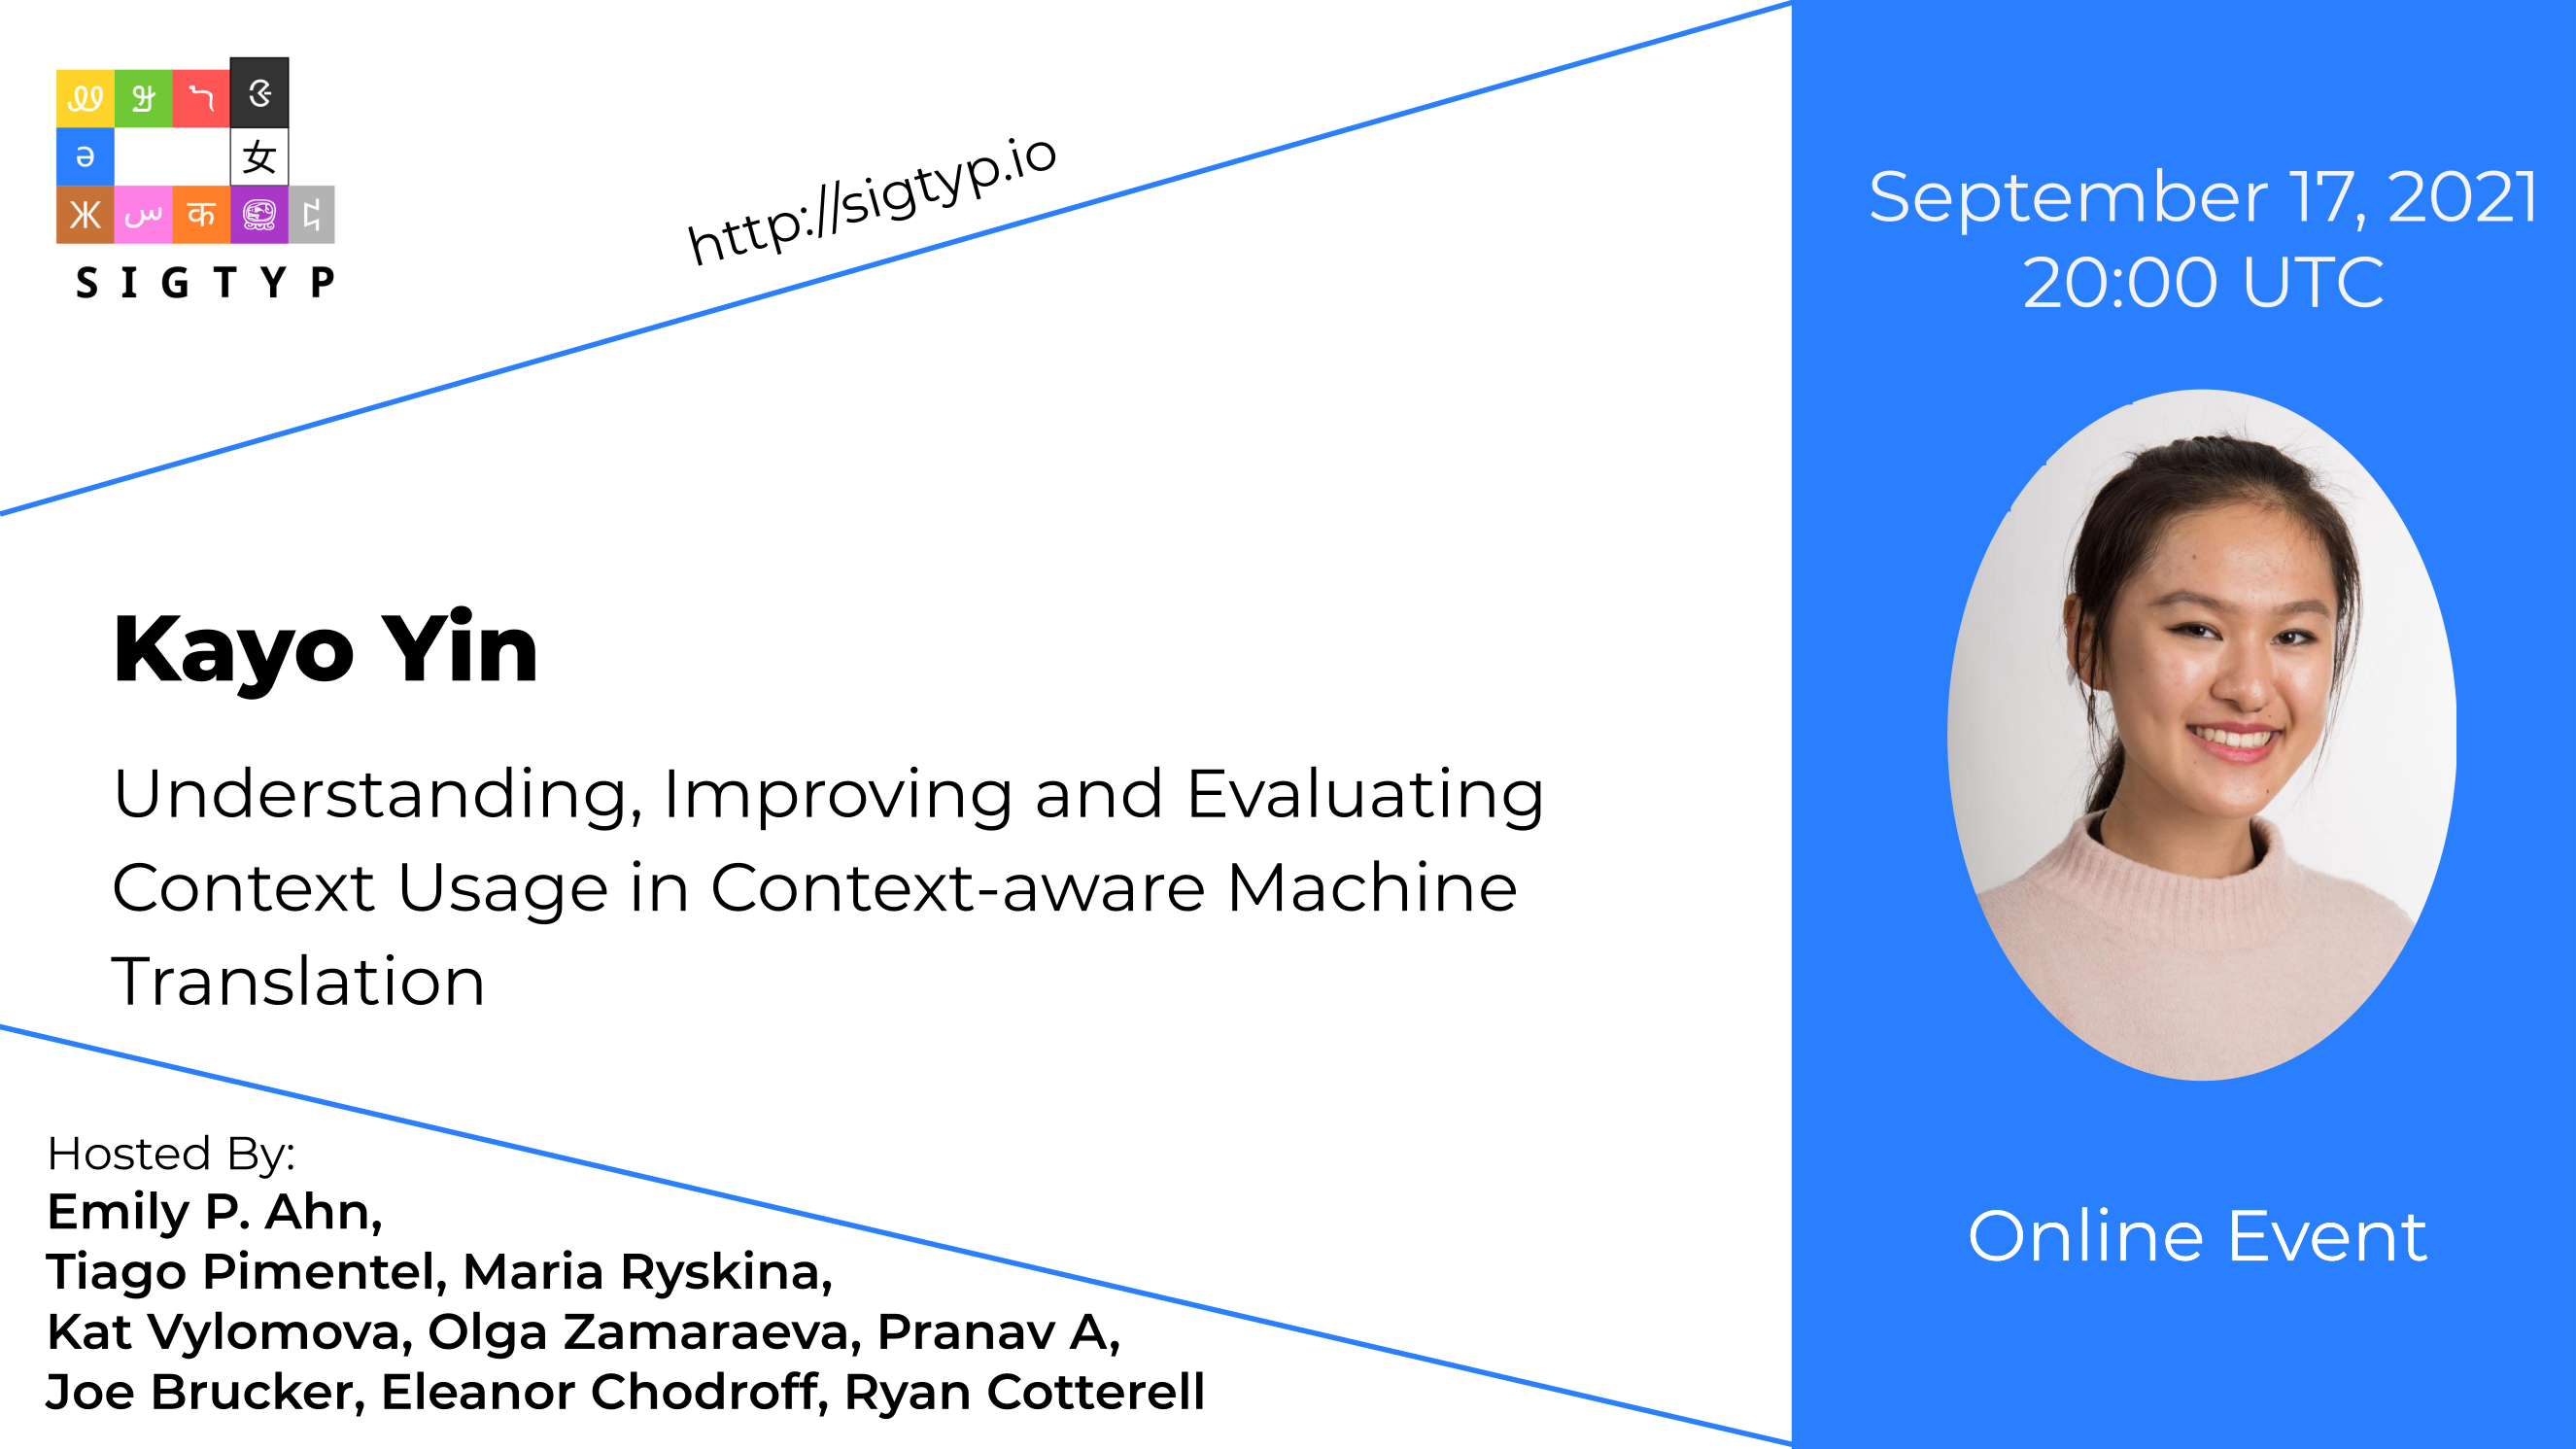 ə
女
Ж س क
S I G T Y P
http://sigtyp.io
September 17, 2021
20:00 UTC
Kayo Yin
Understanding, Improving and Evaluating
Context Usage in Context-aware Machine
Translation
Hosted By:
Emily P. Ahn,
Tiago Pimentel, Maria Ryskina,
Kat Vylomova, Olga Zamaraeva, Pranav A,
Joe Brucker, Eleanor Chodroff, Ryan Cotterell
Online Event